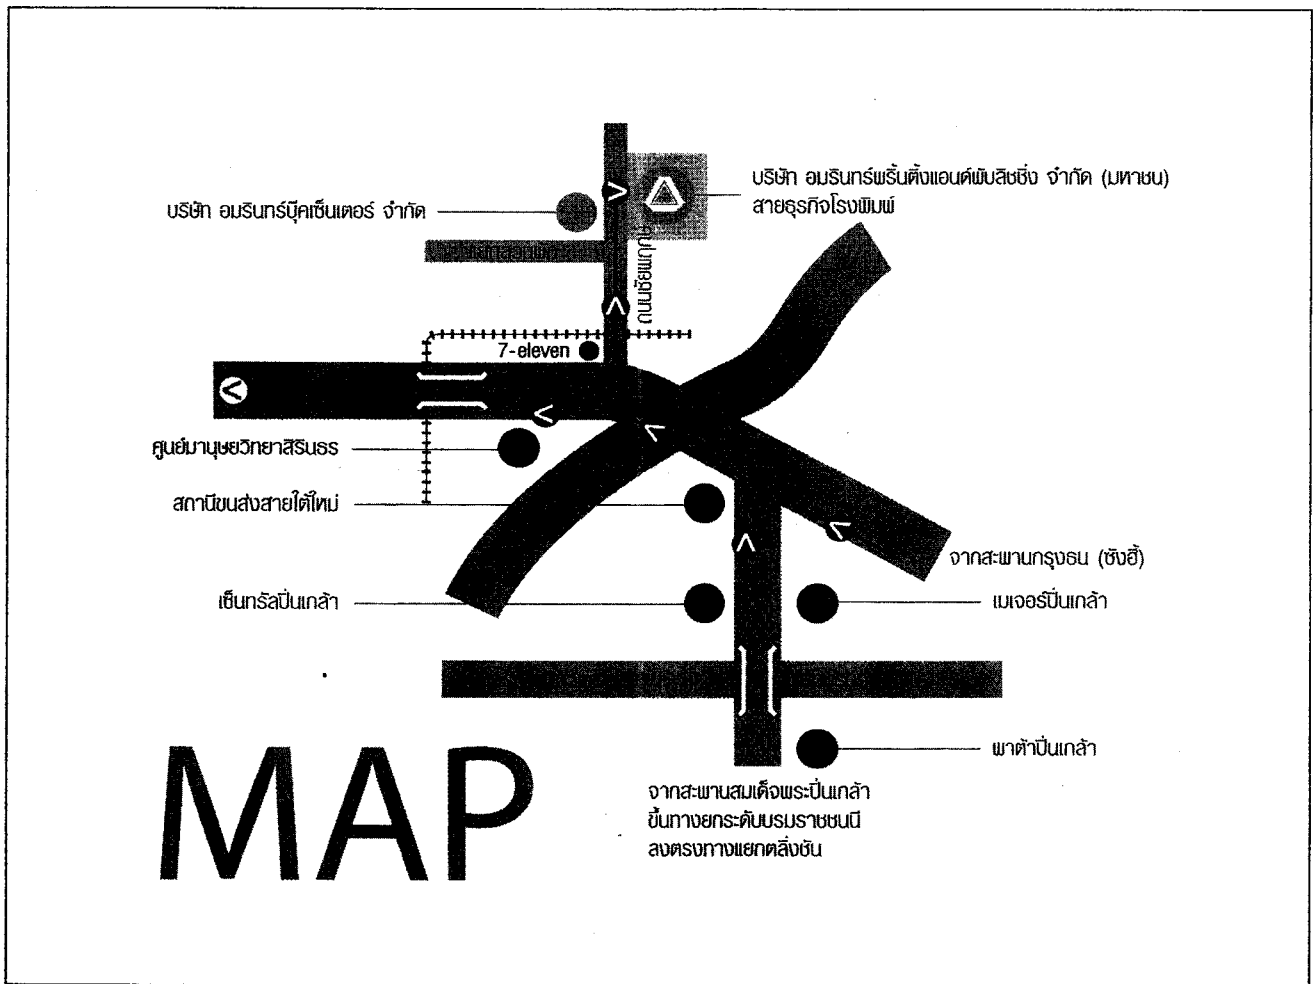 บริษัท อมรินทร์พริ้นติ้งแอนด์พับลิชชิ่ง จำกัด (มหาชน)
สายธุรกิจโรงพิมพ์
บริษัท อมรินทร์บุ๊คเซ็นเตอร์ จำกัด
7-eleven
ศูนย์มานุษยวิทยาสิรินธร
สถานีขนส่งสายใต้ใหม่
จากสะพานกรุงธน (ซังฮี้)
เซ็นทรัลปิ่นเกล้า
เมเจอร์ปิ่นเกล้า
พาต้าปิ่นเกล้า
MAP
จากสะพานสมเด็จพระปิ่นเกล้า
ขึ้นทางยกระดับบรมราชชนนี
ลงตรงทางแยกตลิ่งชัน